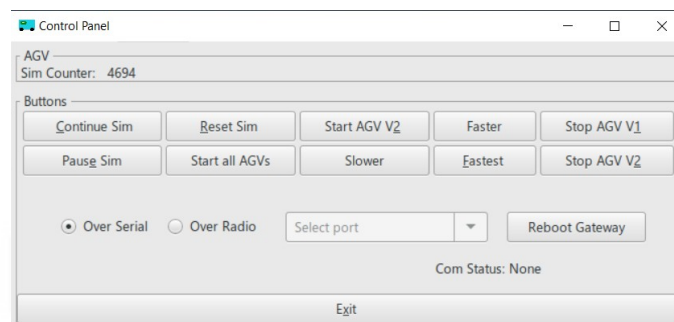 Control Panel
AGV
Sim Counter: 4694
Buttons
Continue Sim Reset Sim Start AGV V2 Faster Stop AGV V1
Pause Sim Start all AGVs Slower Fastest Stop AGV V2
Over Serial Over Radio Select port Reboot Gateway
Com Status: None
Exit